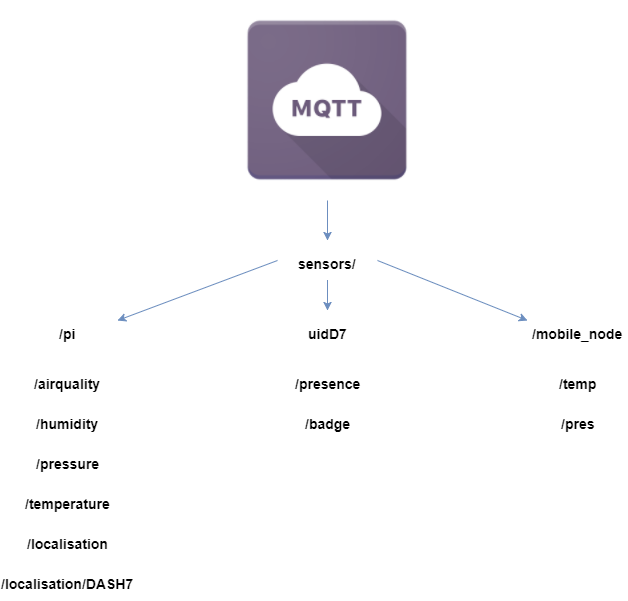 MQTT
sensors/
/pi
uidD7
/mobile_node
/airquality
/presence
/temp
/humidity
/badge
/pres
/pressure
/temperature
/localisation
/localisation/DASH7